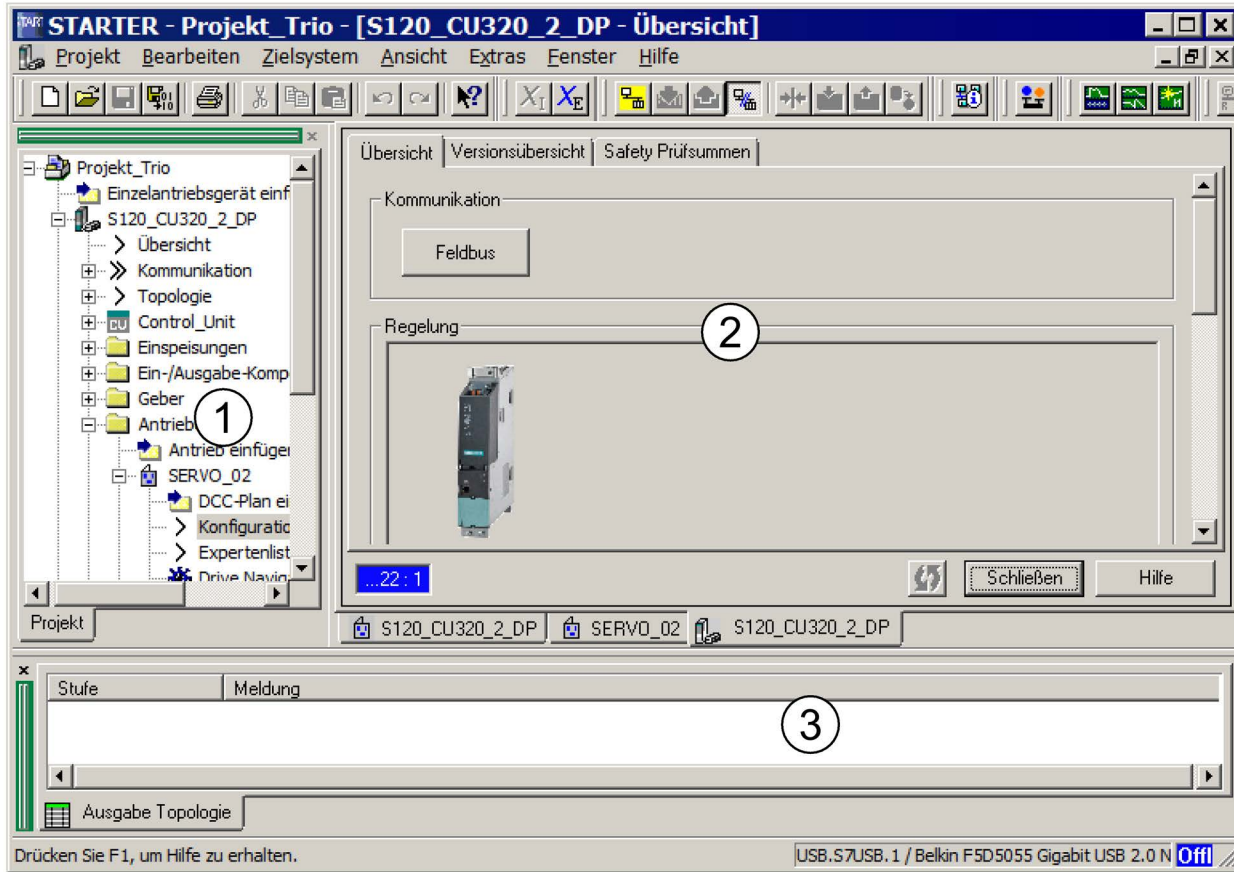 STARTER - Projekt_Trio - [S120_CU320_2_DP - Übersicht]
Projekt Bearbeiten Zielsystem Ansicht Extras Fenster Hilfe
Projekt_Trio
Einzelantriebsgerät einf
S120_CU320_2_DP
Übersicht
Kommunikation
Topologie
Control_Unit
Einspeisungen
Ein-/Ausgabe-Komp
Geber
Antrieb
Antrieb einfüger
SERVO_02
DCC-Plan ei
Konfiguratic
Expertenlist
Drive Navig
Projekt
1
Übersicht Versionsübersicht Safety Prüfsummen
Kommunikation
Feldbus
Regelung
2
...22 : 1
Schließen Hilfe
S120_CU320_2_DP SERVO_02 S120_CU320_2_DP
Stufe Meldung
3
Ausgabe Topologie
Drücken Sie F1, um Hilfe zu erhalten. USB.S7USB.1 / Belkin F5D5055 Gigabit USB 2.0 N Offl